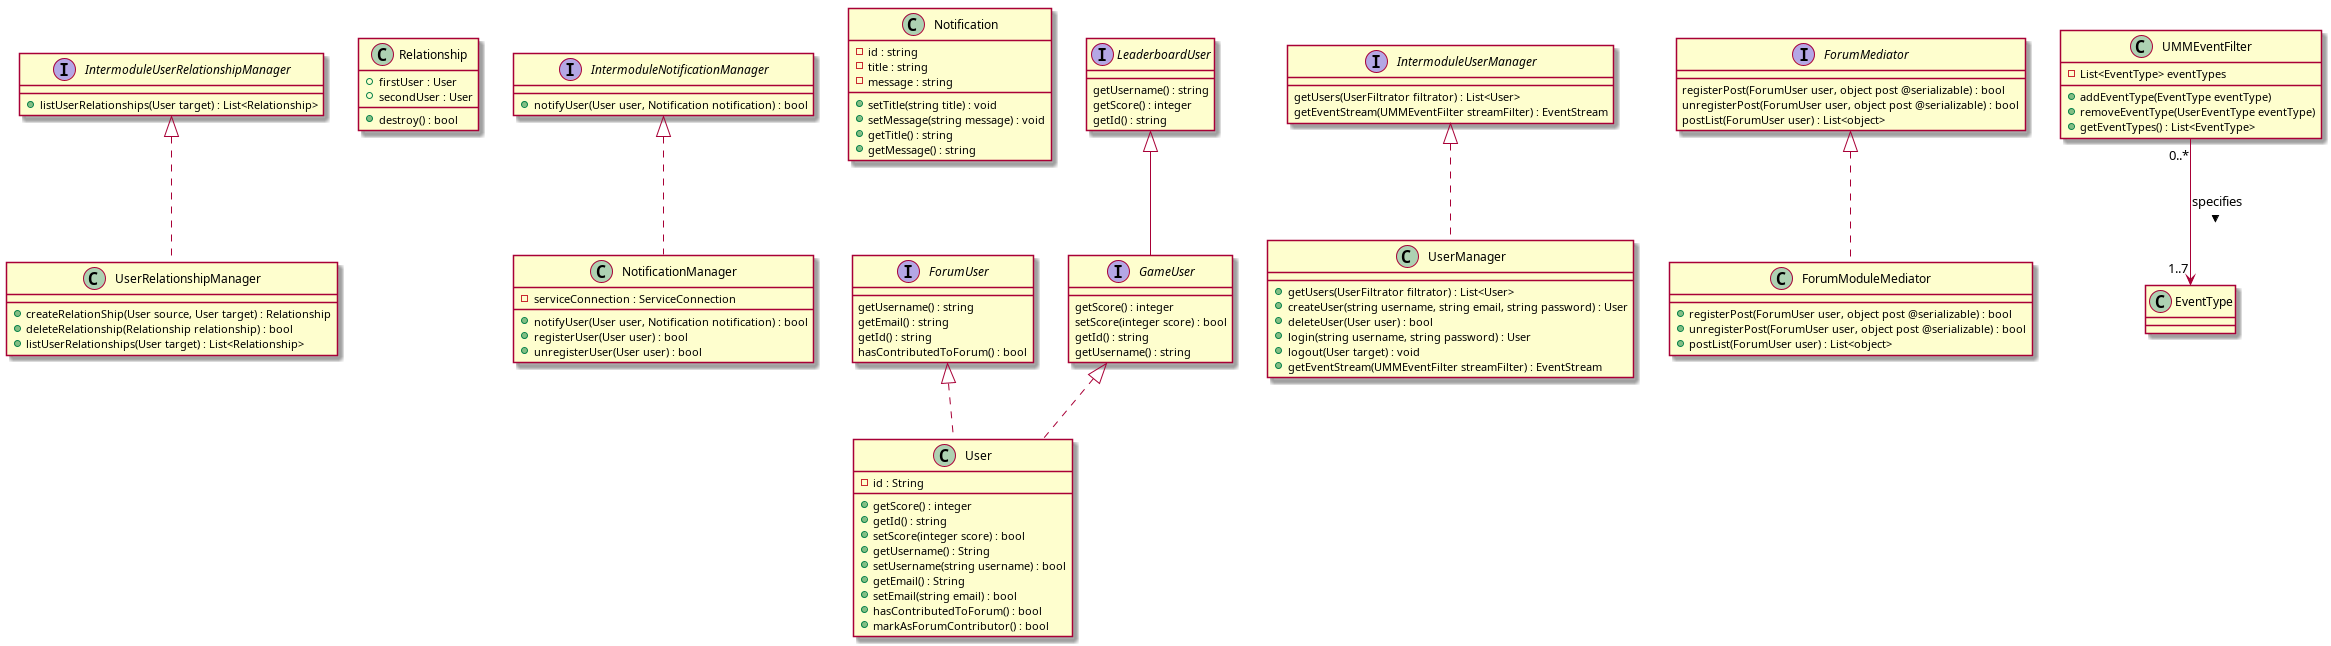 I IntermoduleUserRelationshipManager
listUserRelationships(User target) : List<Relationship>
C Relationship
firstUser : User
secondUser : User
destroy() : bool
I IntermoduleNotificationManager
notifyUser(User user, Notification notification) : bool
C Notification
id : string
title : string
message : string
setTitle(string title) : void
setMessage(string message) : void
getTitle() : string
getMessage() : string
I LeaderboardUser
getUsername() : string
getScore() : integer
getId() : string
I IntermoduleUserManager
getUsers(UserFiltrator filtrator) : List<User>
getEventStream(UMMEventFilter streamFilter) : EventStream
I ForumMediator
registerPost(ForumUser user, object post @serializable) : bool
unregisterPost(ForumUser user, object post @serializable) : bool
postList(ForumUser user) : List<object>
C UMMEventFilter
List<EventType> eventTypes
addEventType(EventType eventType)
removeEventType(UserEventType eventType)
getEventTypes() : List<EventType>
0..*
specifies
1..7
C UserRelationshipManager
createRelationShip(User source, User target) : Relationship
deleteRelationship(Relationship relationship) : bool
listUserRelationships(User target) : List<Relationship>
C NotificationManager
serviceConnection : ServiceConnection
notifyUser(User user, Notification notification) : bool
registerUser(User user) : bool
unregisterUser(User user) : bool
I ForumUser
getUsername() : string
getEmail() : string
getId() : string
hasContributedToForum() : bool
I GameUser
getScore() : integer
setScore(integer score) : bool
getId() : string
getUsername() : string
C UserManager
getUsers(UserFiltrator filtrator) : List<User>
createUser(string username, string email, string password) : User
deleteUser(User user) : bool
login(string username, string password) : User
logout(User target) : void
getEventStream(UMMEventFilter streamFilter) : EventStream
C ForumModuleMediator
registerPost(ForumUser user, object post @serializable) : bool
unregisterPost(ForumUser user, object post @serializable) : bool
postList(ForumUser user) : List<object>
C EventType
C User
id : String
getScore() : integer
getId() : string
setScore(integer score) : bool
getUsername() : String
setUsername(string username) : bool
getEmail() : String
setEmail(string email) : bool
hasContributedToForum() : bool
markAsForumContributor() : bool